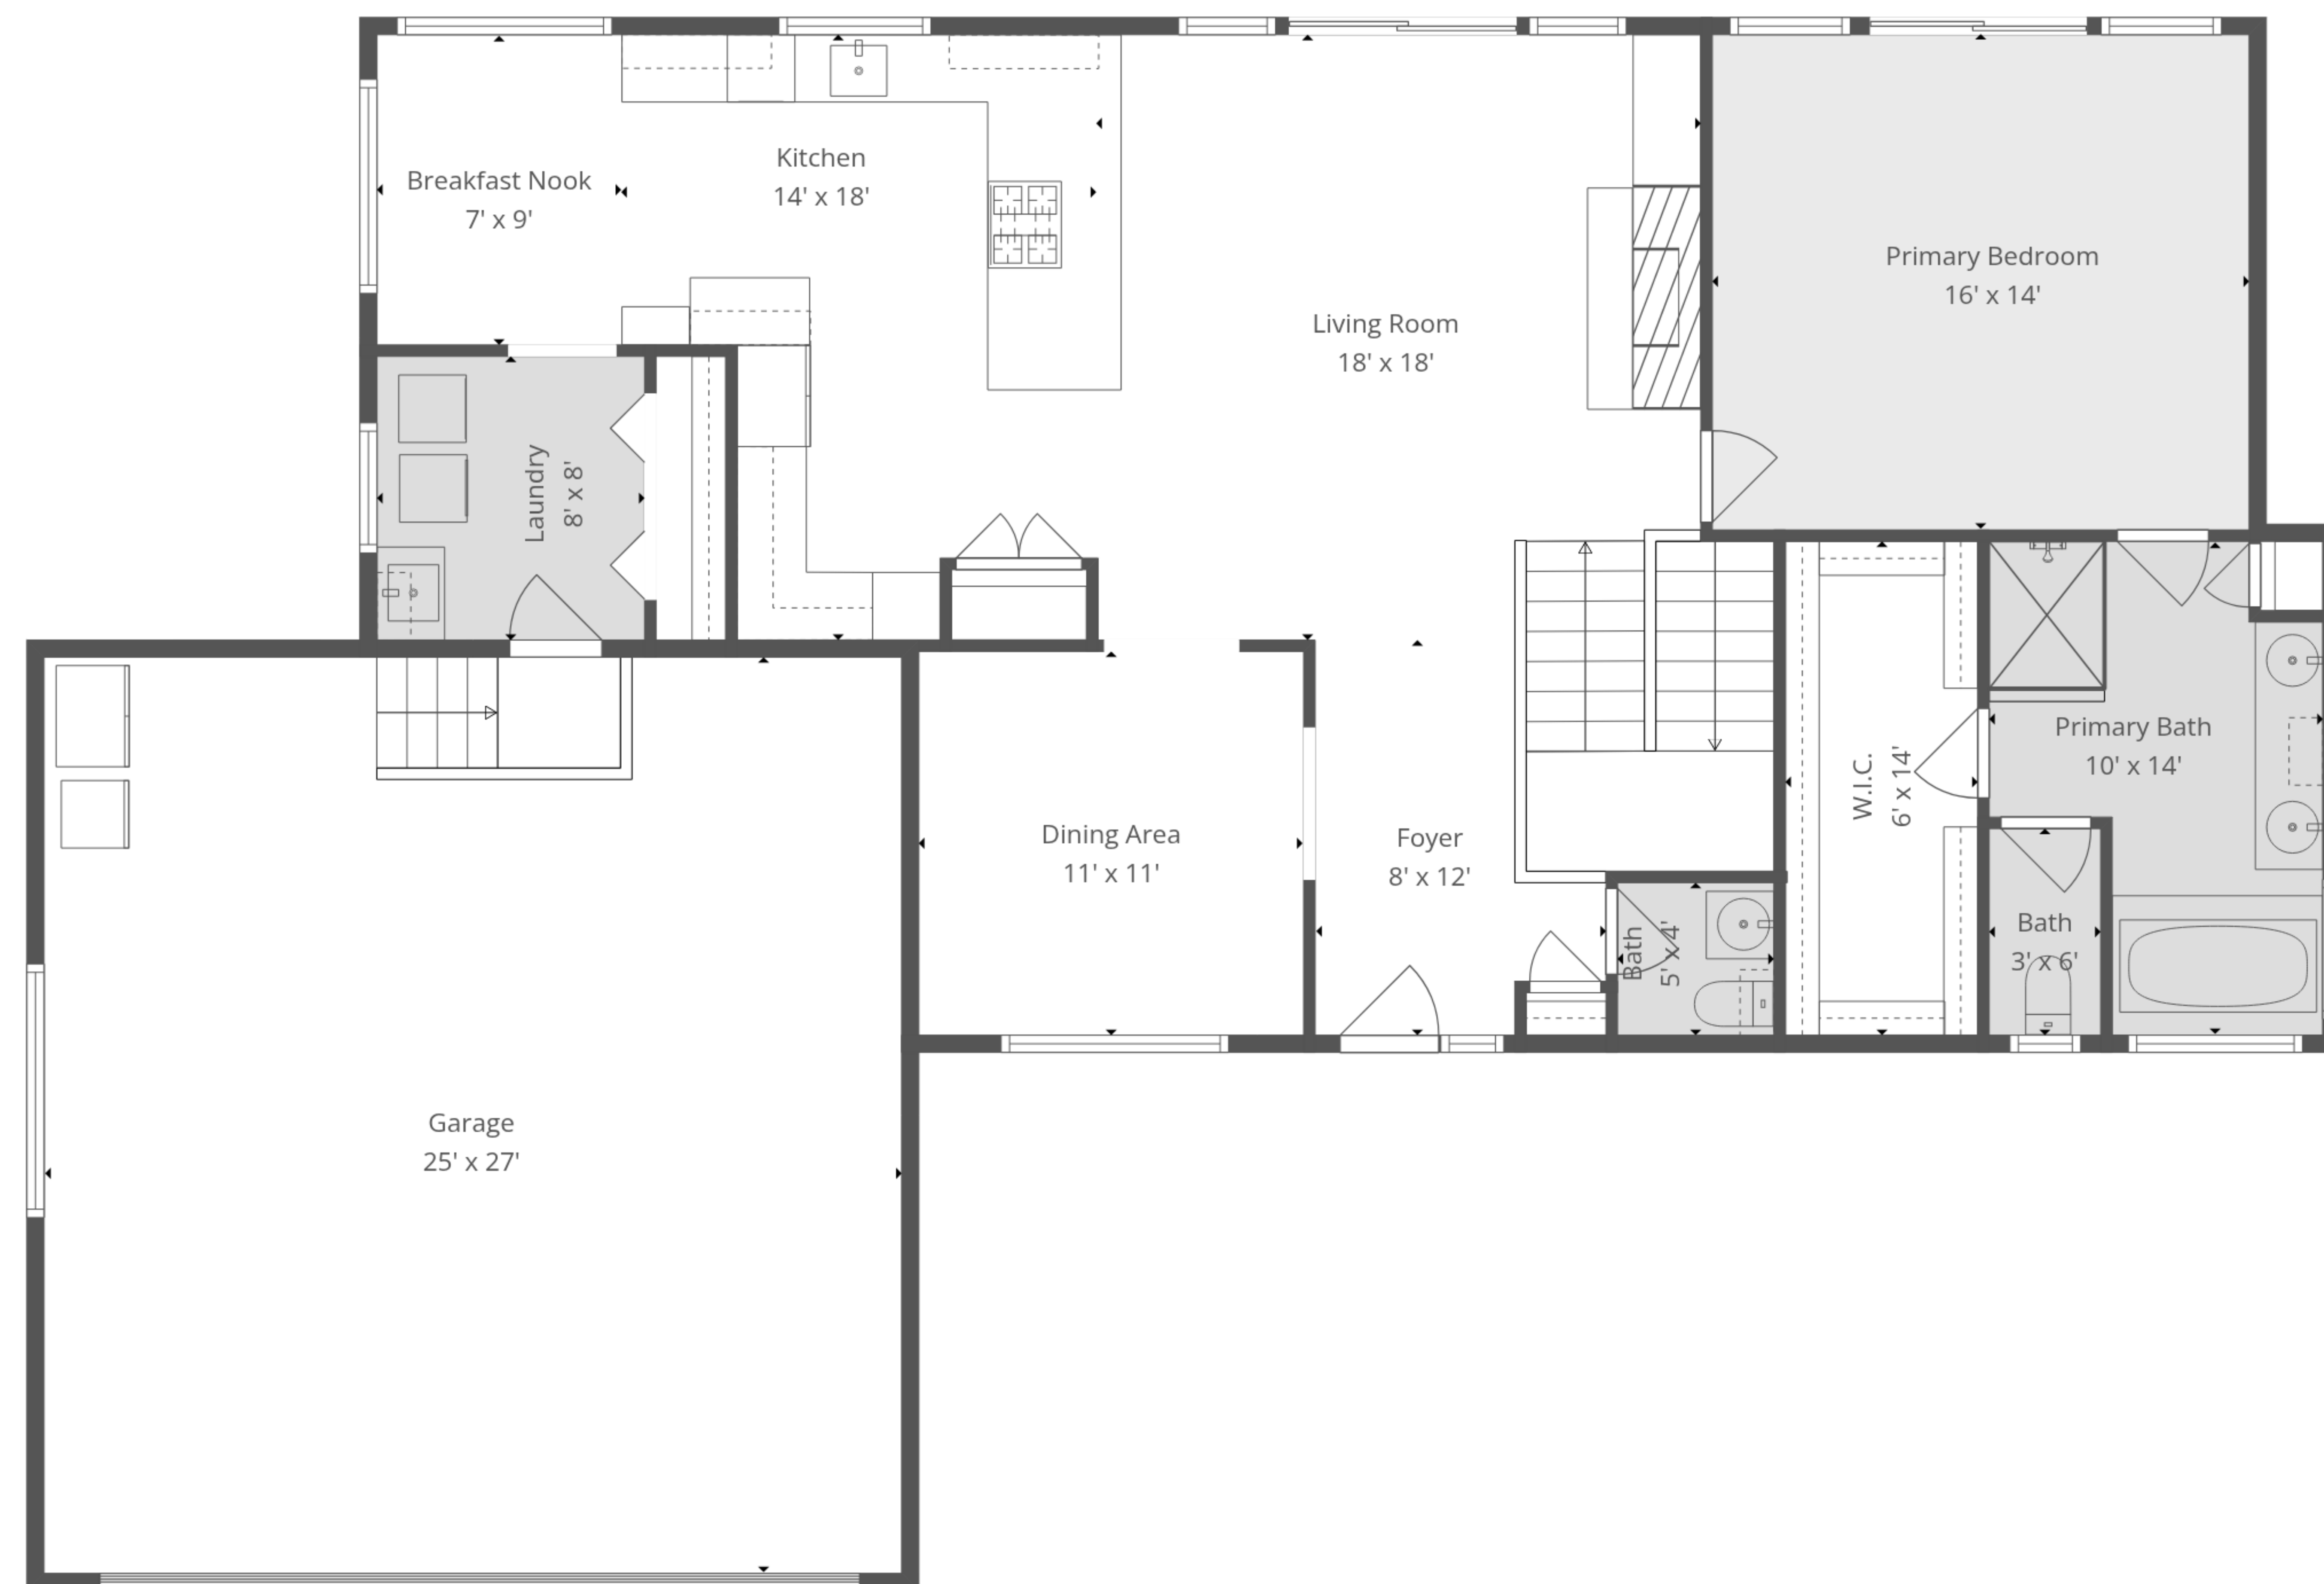 Breakfast Nook
7' x 9'
Kitchen
14' x 18'
Living Room
18' x 18'
Primary Bedroom
16' x 14'
Laundry
8' x 8'
Primary Bath
10' x 14'
W.I.C.
6' x 14'
Dining Area
11' x 11'
Foyer
8' x 12'
Bath
5' x 4'
Bath
3' x 6'
Garage
25' x 27'